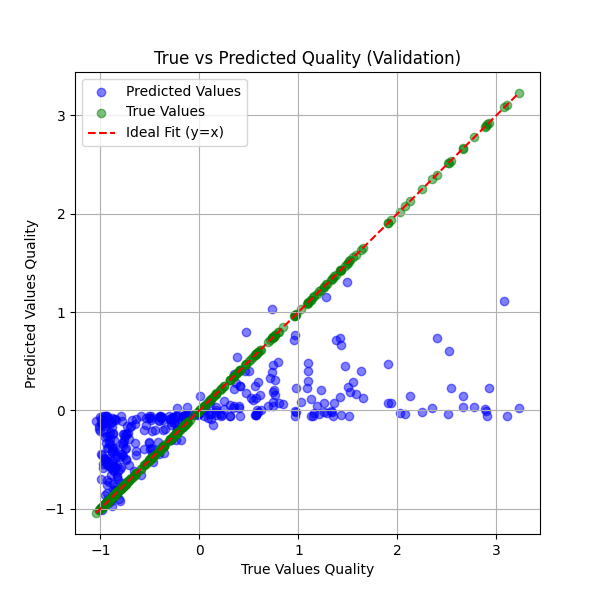 True vs Predicted Quality (Validation)
Predicted Values
True Values
Ideal Fit (y=x)
Predicted Values Quality
3
2
1
0
−1
−1 0 1 2 3
True Values Quality